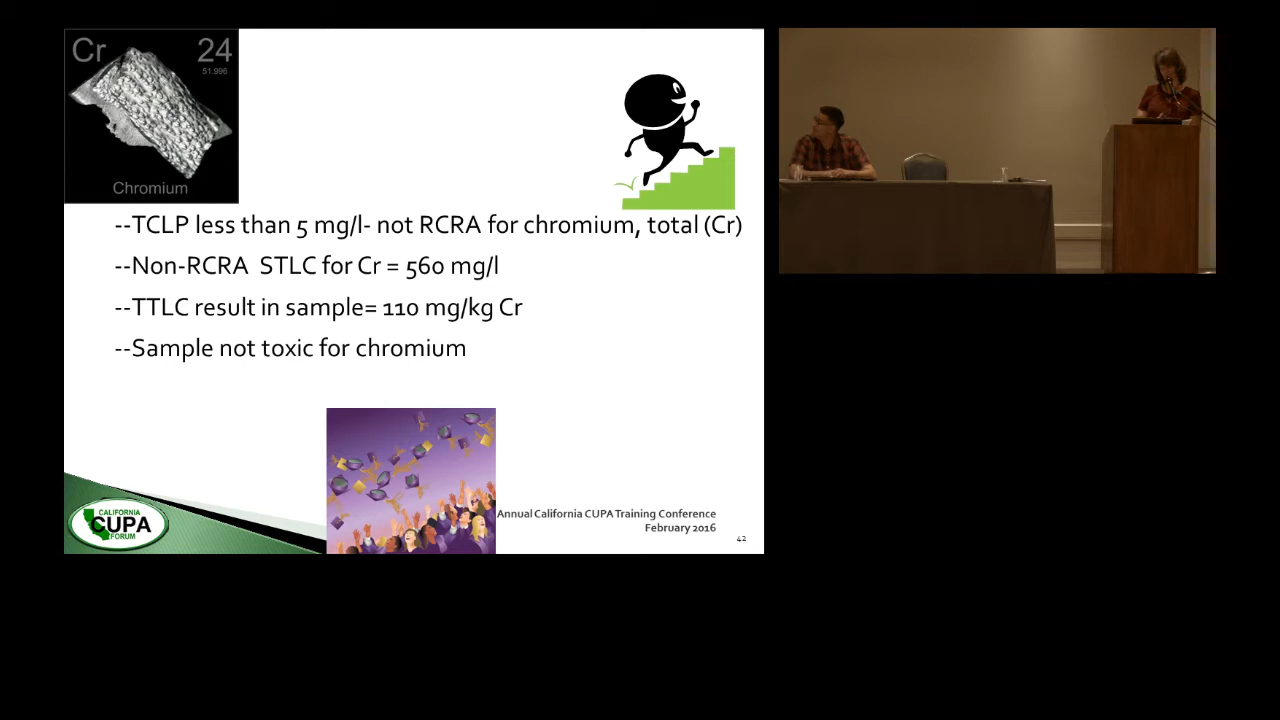 Cr 24
51.996
Chromium
--TCLP less than 5 mg/l- not RCRA for chromium, total (Cr)
--Non-RCRA STLC for Cr = 560 mg/l
--TTLC result in sample= 110 mg/kg Cr
--Sample not toxic for chromium
CALIFORNIA
CUPA
FORUM
Annual California CUPA Training Conference
February 2016
42